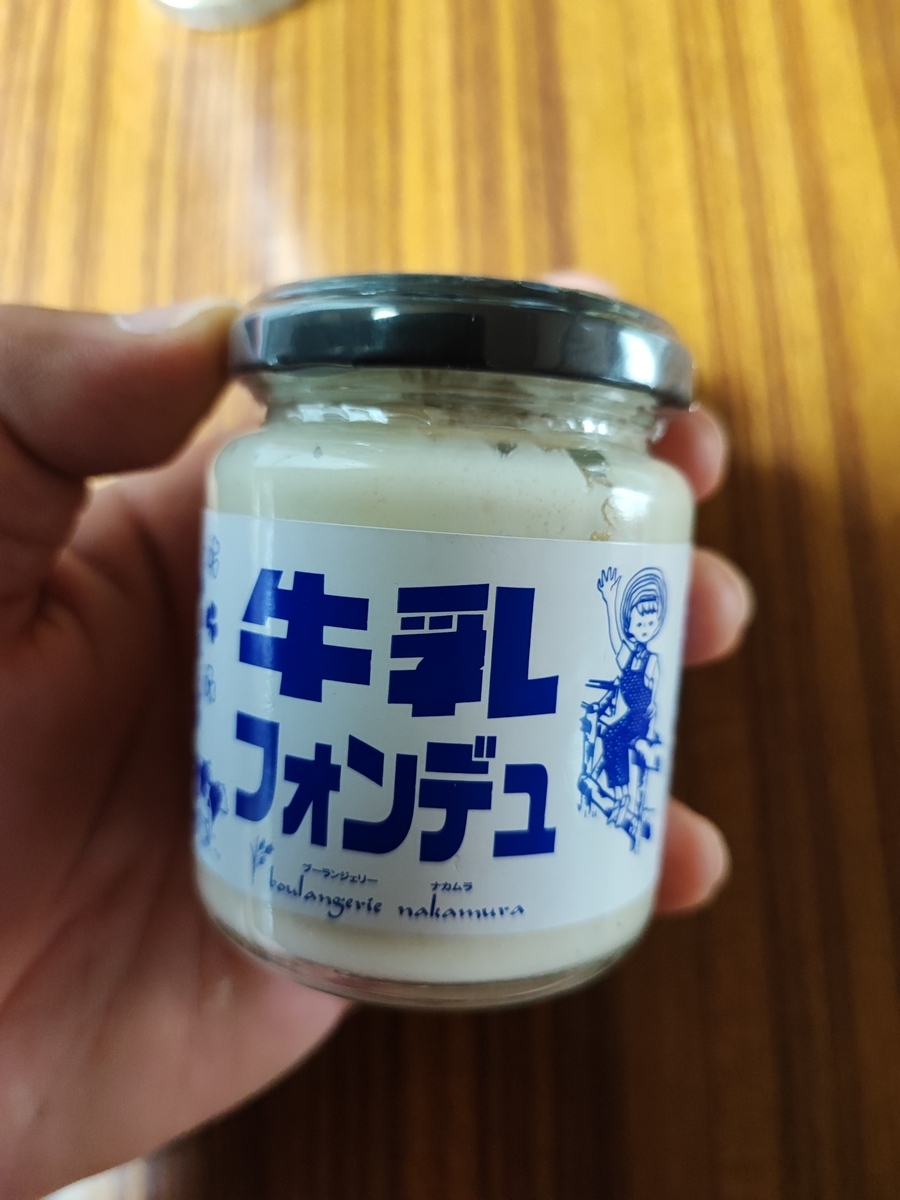 牛乳
フォンデュ
ブーランジェリー ナカムラ
boulangerie nakamura